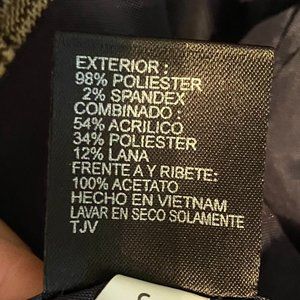 EXTERIOR :
98% POLIESTER
2% SPANDEX
COMBINADO :
54% ACRILICO
34% POLIESTER
12% LANA
FRENTE A Y RIBETE:
100% ACETATO
HECHO EN VIETNAM
LAVAR EN SECO SOLAMENTE
TJV